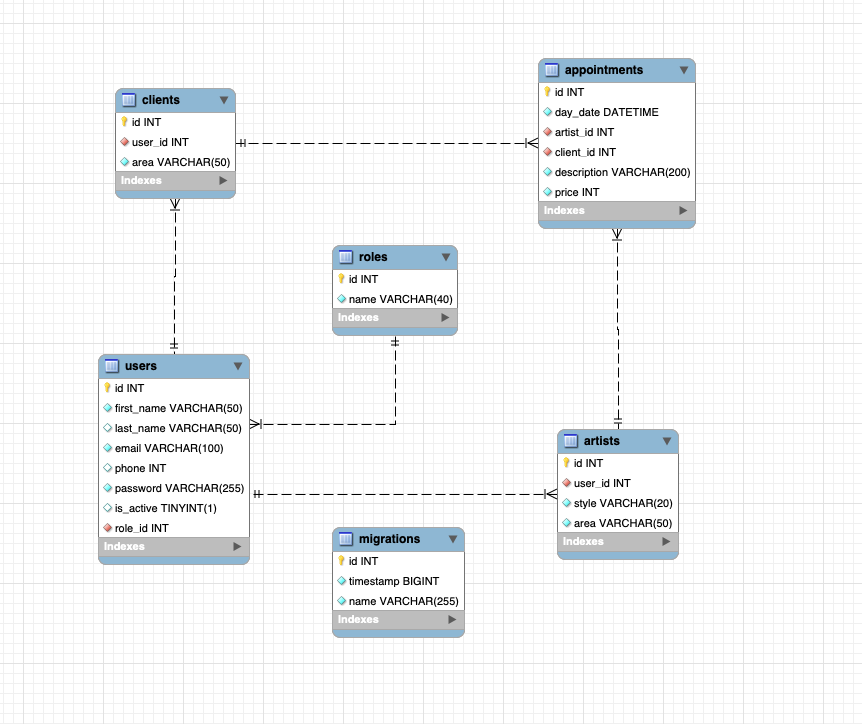 clients
id INT
user_id INT
area VARCHAR(50)
Indexes
appointments
id INT
day_date DATETIME
artist_id INT
client_id INT
description VARCHAR(200)
price INT
Indexes
roles
id INT
name VARCHAR(40)
Indexes
users
id INT
first_name VARCHAR(50)
last_name VARCHAR(50)
email VARCHAR(100)
phone INT
password VARCHAR(255)
is_active TINYINT(1)
role_id INT
Indexes
artists
id INT
user_id INT
style VARCHAR(20)
area VARCHAR(50)
Indexes
migrations
id INT
timestamp BIGINT
name VARCHAR(255)
Indexes